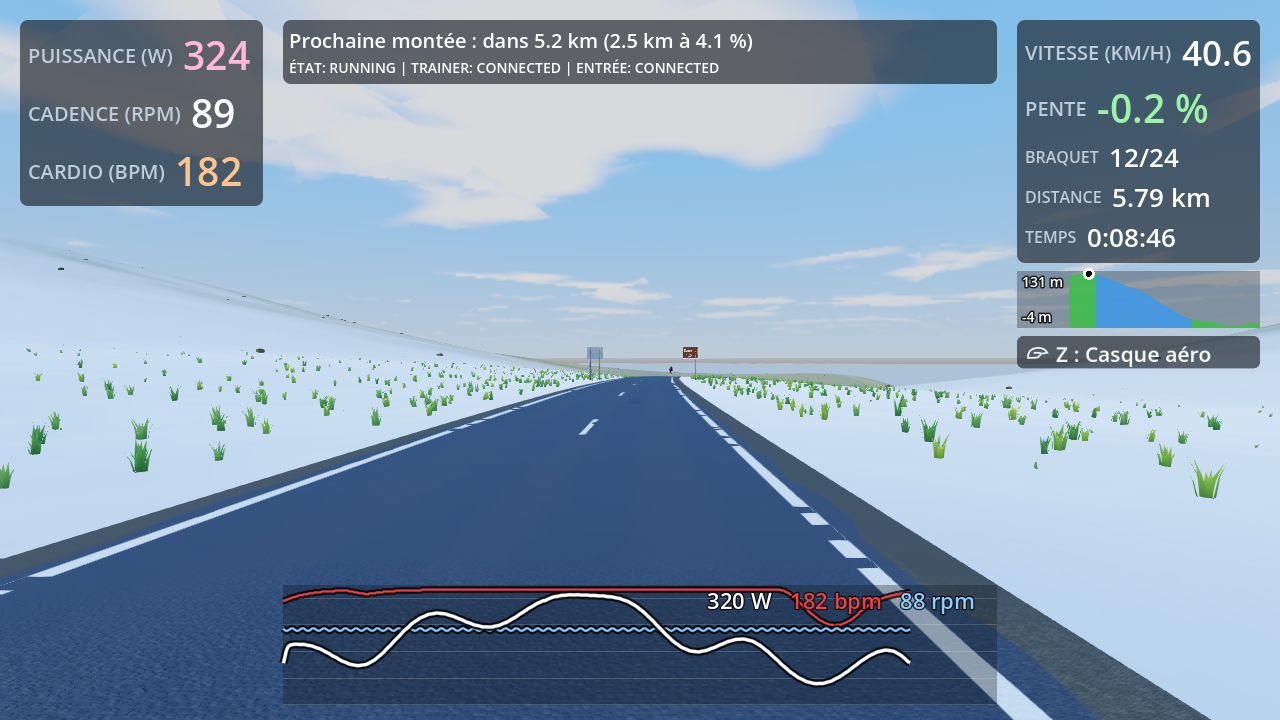 PUISSANCE (W) 324
CADENCE (RPM) 89
CARDIO (BPM) 182
Prochaine montée : dans 5.2 km (2.5 km à 4.1 %)
ÉTAT: RUNNING | TRAINER: CONNECTED | ENTRÉE: CONNECTED
VITESSE (KM/H) 40.6
PENTE -0.2 %
BRAQUET 12/24
DISTANCE 5.79 km
TEMPS 0:08:46
131 m
-4 m
Z : Casque aéro
320 W 182 bpm 88 rpm